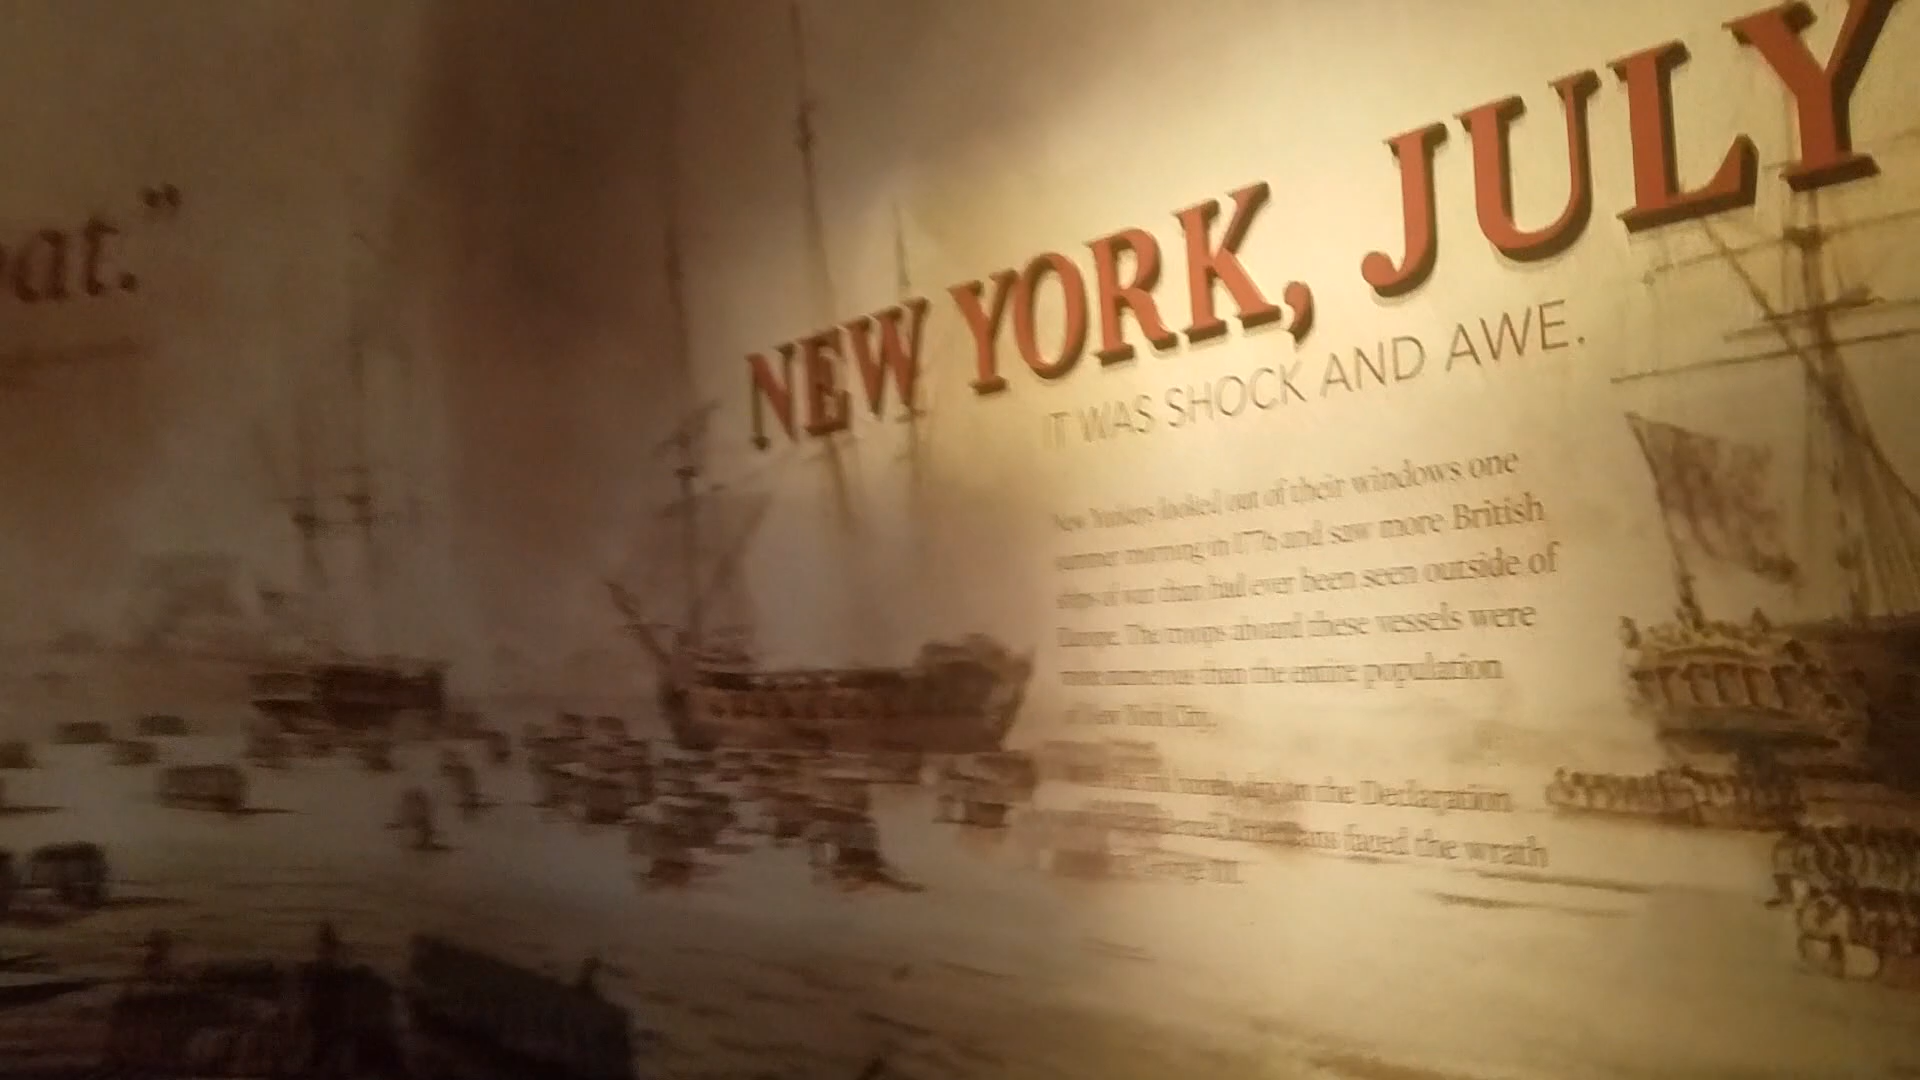 at.”
NEW YORK, JULY
IT WAS SHOCK AND AWE.
New Yorkers looked out of their windows one
summer morning in 1776 and saw more British
ships of war than had ever been seen outside of
Europe. The troops aboard these vessels were
more numerous than the entire population
of New York City.
the Declaration
faced the wrath
George III.